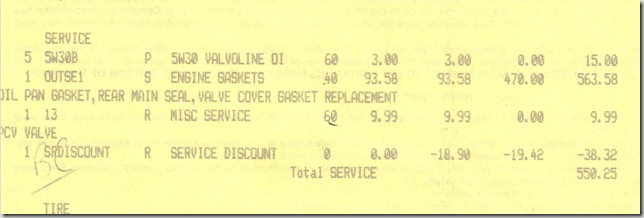 SERVICE
5 5W30B P 5W30 VALVOLINE OI 60 3.00 3.00 0.00 15.00
1 OUTSE1 S ENGINE GASKETS 40 93.58 93.58 470.00 563.58
OIL PAN GASKET,REAR MAIN SEAL,VALVE COVER GASKET REPLACEMENT
1 13 R MISC SERVICE 60 9.99 9.99 0.00 9.99
PCV VALVE
1 SRDISCOUNT R SERVICE DISCOUNT 0 0.00 -18.90 -19.42 -38.32
Total SERVICE 550.25
TIRE